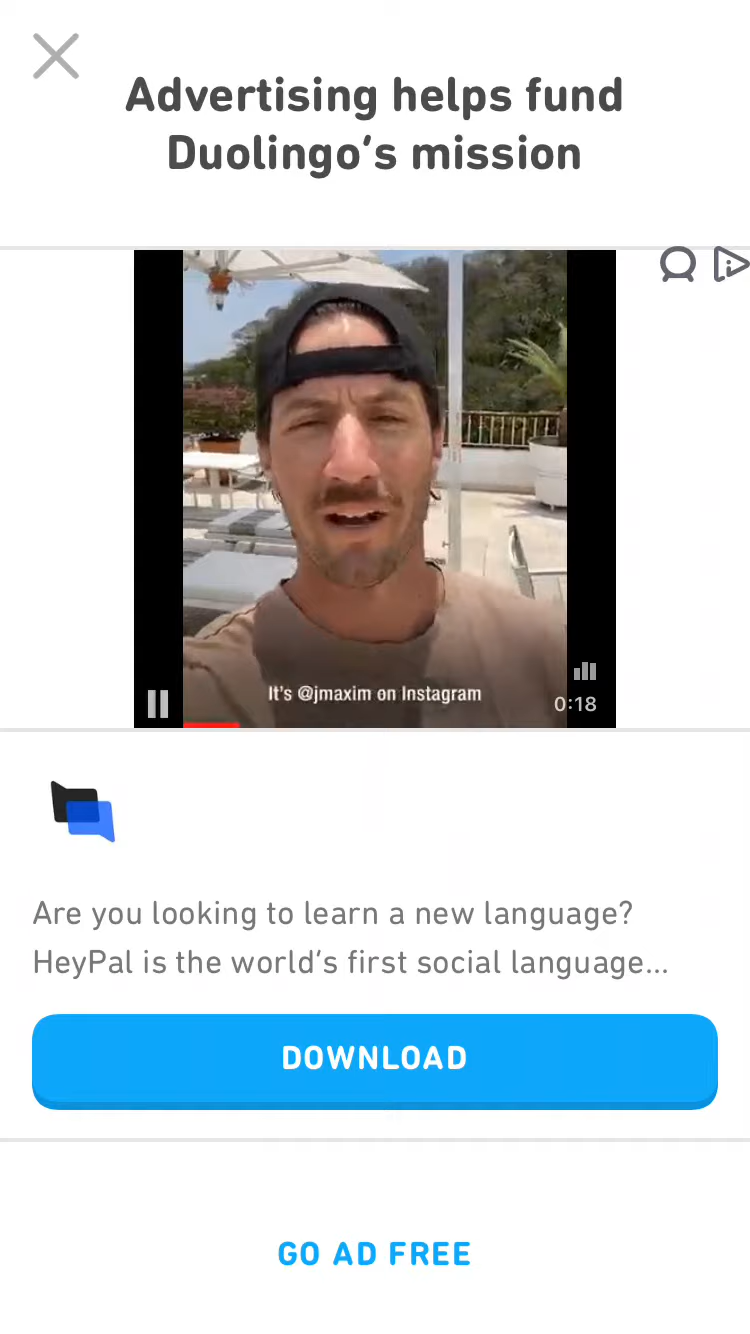 Advertising helps fund
Duolingo's mission
It's @jmaxim on Instagram
0:18
Are you looking to learn a new language?
HeyPal is the world's first social language...
DOWNLOAD
GO AD FREE